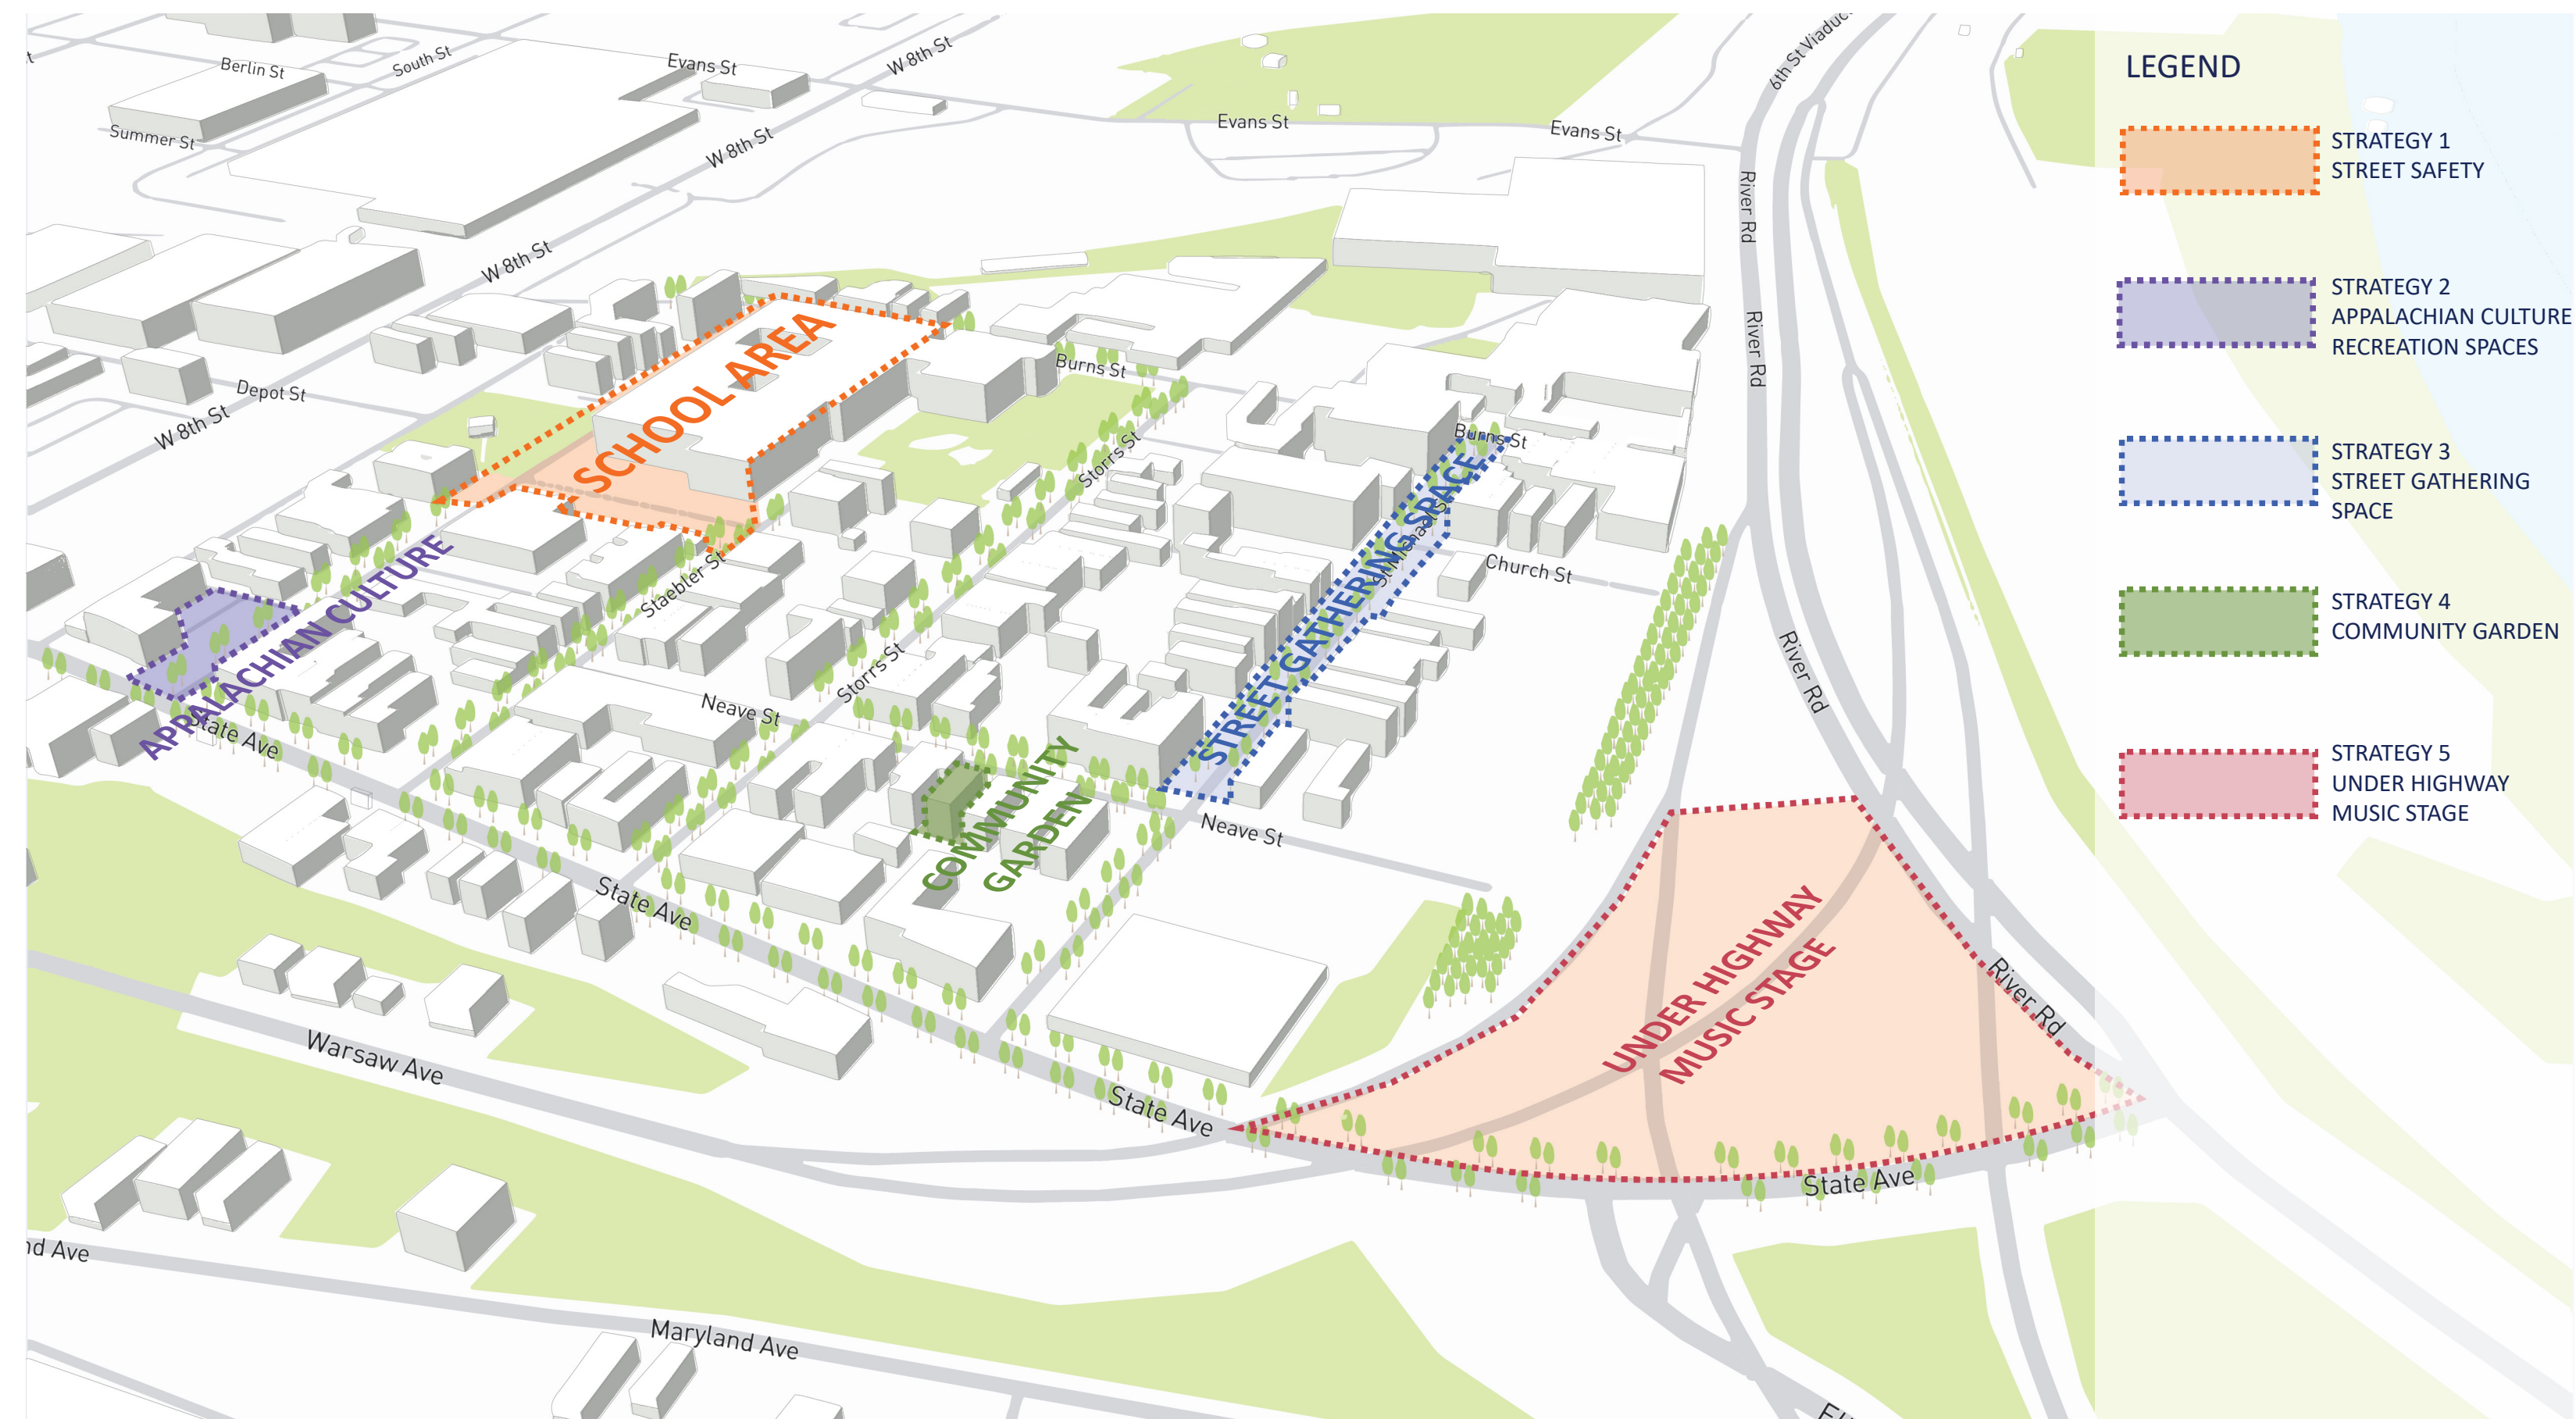 Berlin St
South St
Evans St
W 8th St
6th St Viaduct
Summer St
W 8th St
Evans St
Evans St
River Rd
W 8th St
River Rd
Depot St
W 8th St
SCHOOL AREA
Burns St
Storrs St
Burns St
St Michael St
STREET GATHERING SPACE
Church St
APPALACHIAN CULTURE
Staebler St
State Ave
Storrs St
Neave St
River Rd
COMMUNITY
GARDEN
Neave St
State Ave
UNDER HIGHWAY
MUSIC STAGE
River Rd
Warsaw Ave
State Ave
State Ave
nd Ave
Maryland Ave
LEGEND
STRATEGY 1
STREET SAFETY
STRATEGY 2
APPALACHIAN CULTURE
RECREATION SPACES
STRATEGY 3
STREET GATHERING
SPACE
STRATEGY 4
COMMUNITY GARDEN
STRATEGY 5
UNDER HIGHWAY
MUSIC STAGE